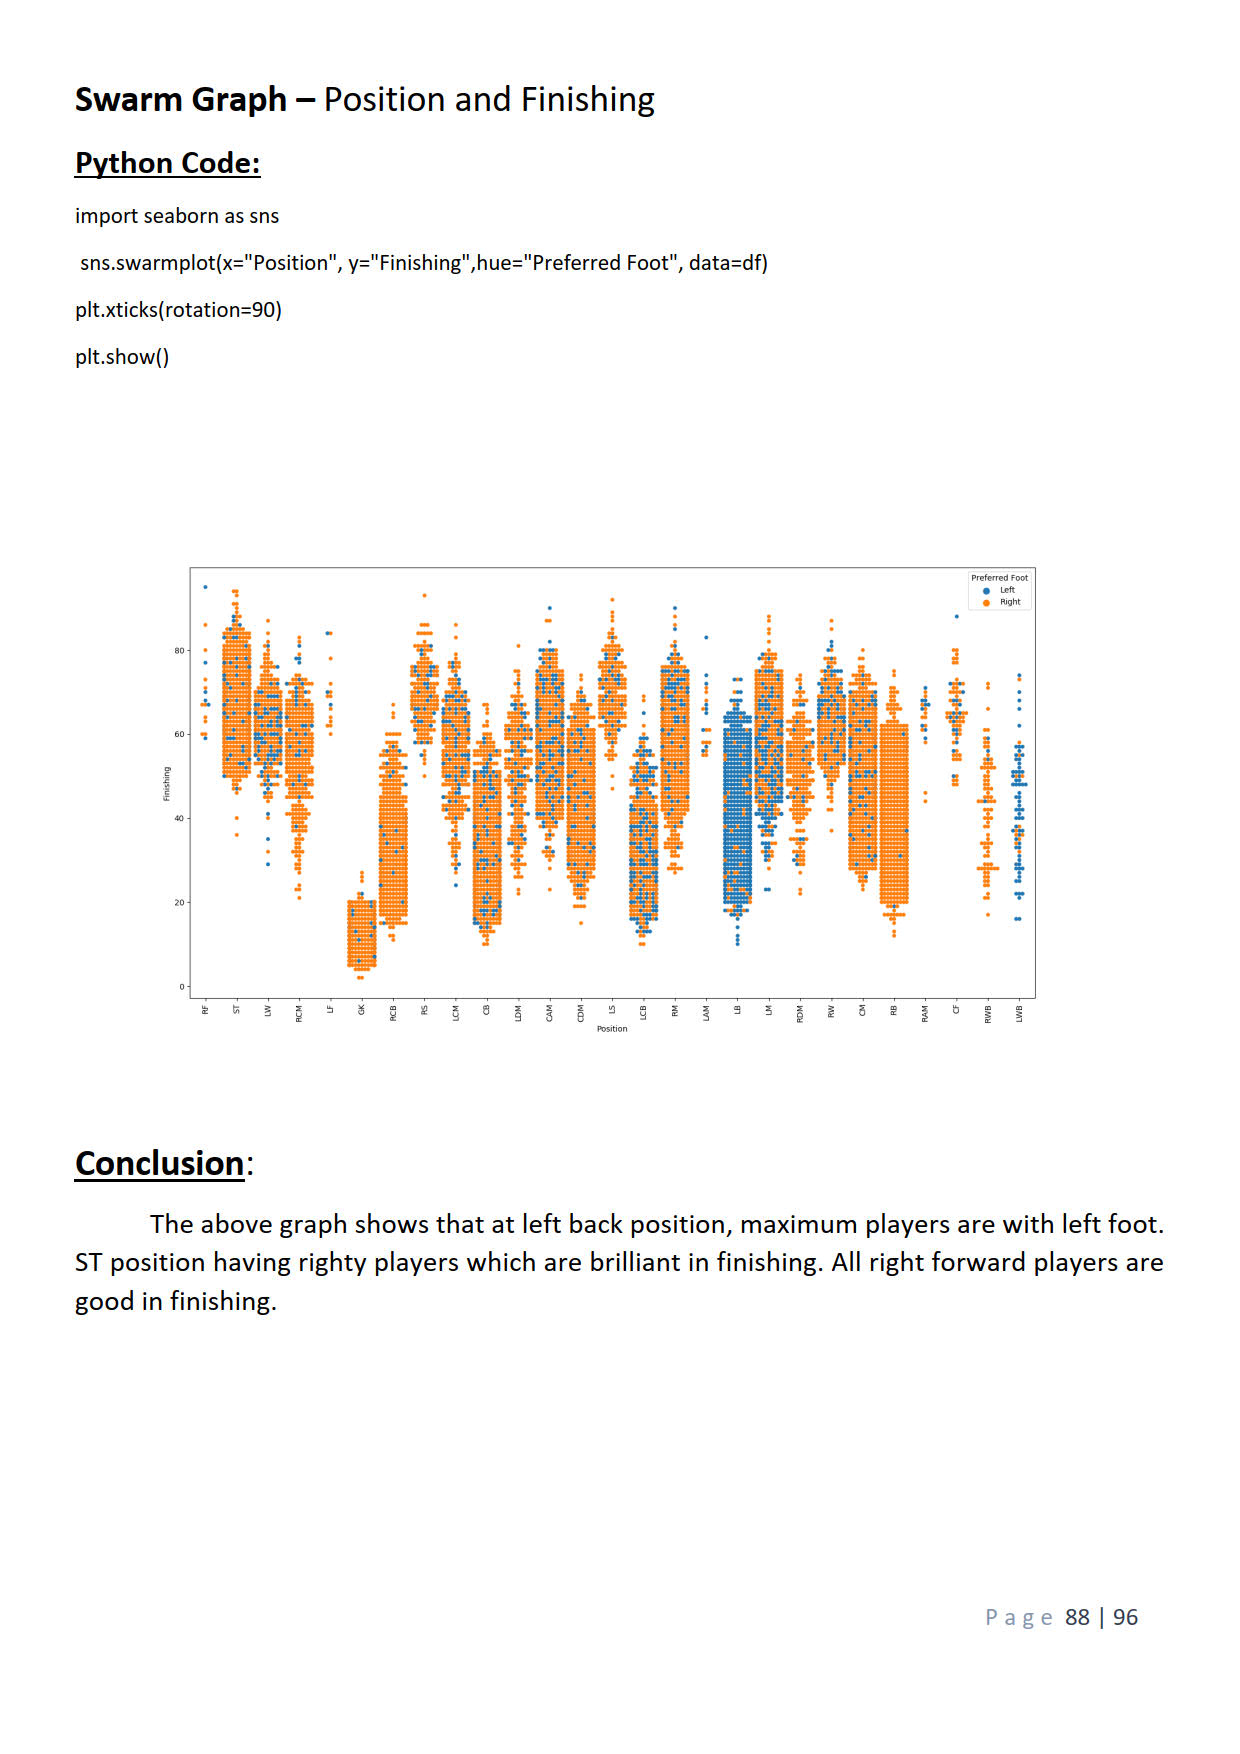 Swarm Graph – Position and Finishing
Python Code:
import seaborn as sns
sns.swarmplot(x="Position", y="Finishing",hue="Preferred Foot", data=df)
plt.xticks(rotation=90)
plt.show()
Preferred Foot
Left
Right
80
60
40
20
0
Finishing
RF ST LW RCM LF GK RCB RS LCM CB LDM CAM CDM LS LCB RM LAM LB LM RDM RW CM RB RAM CF RWB LWB
Position
Conclusion:
The above graph shows that at left back position, maximum players are with left foot.
ST position having righty players which are brilliant in finishing. All right forward players are
good in finishing.
Page 88 | 96